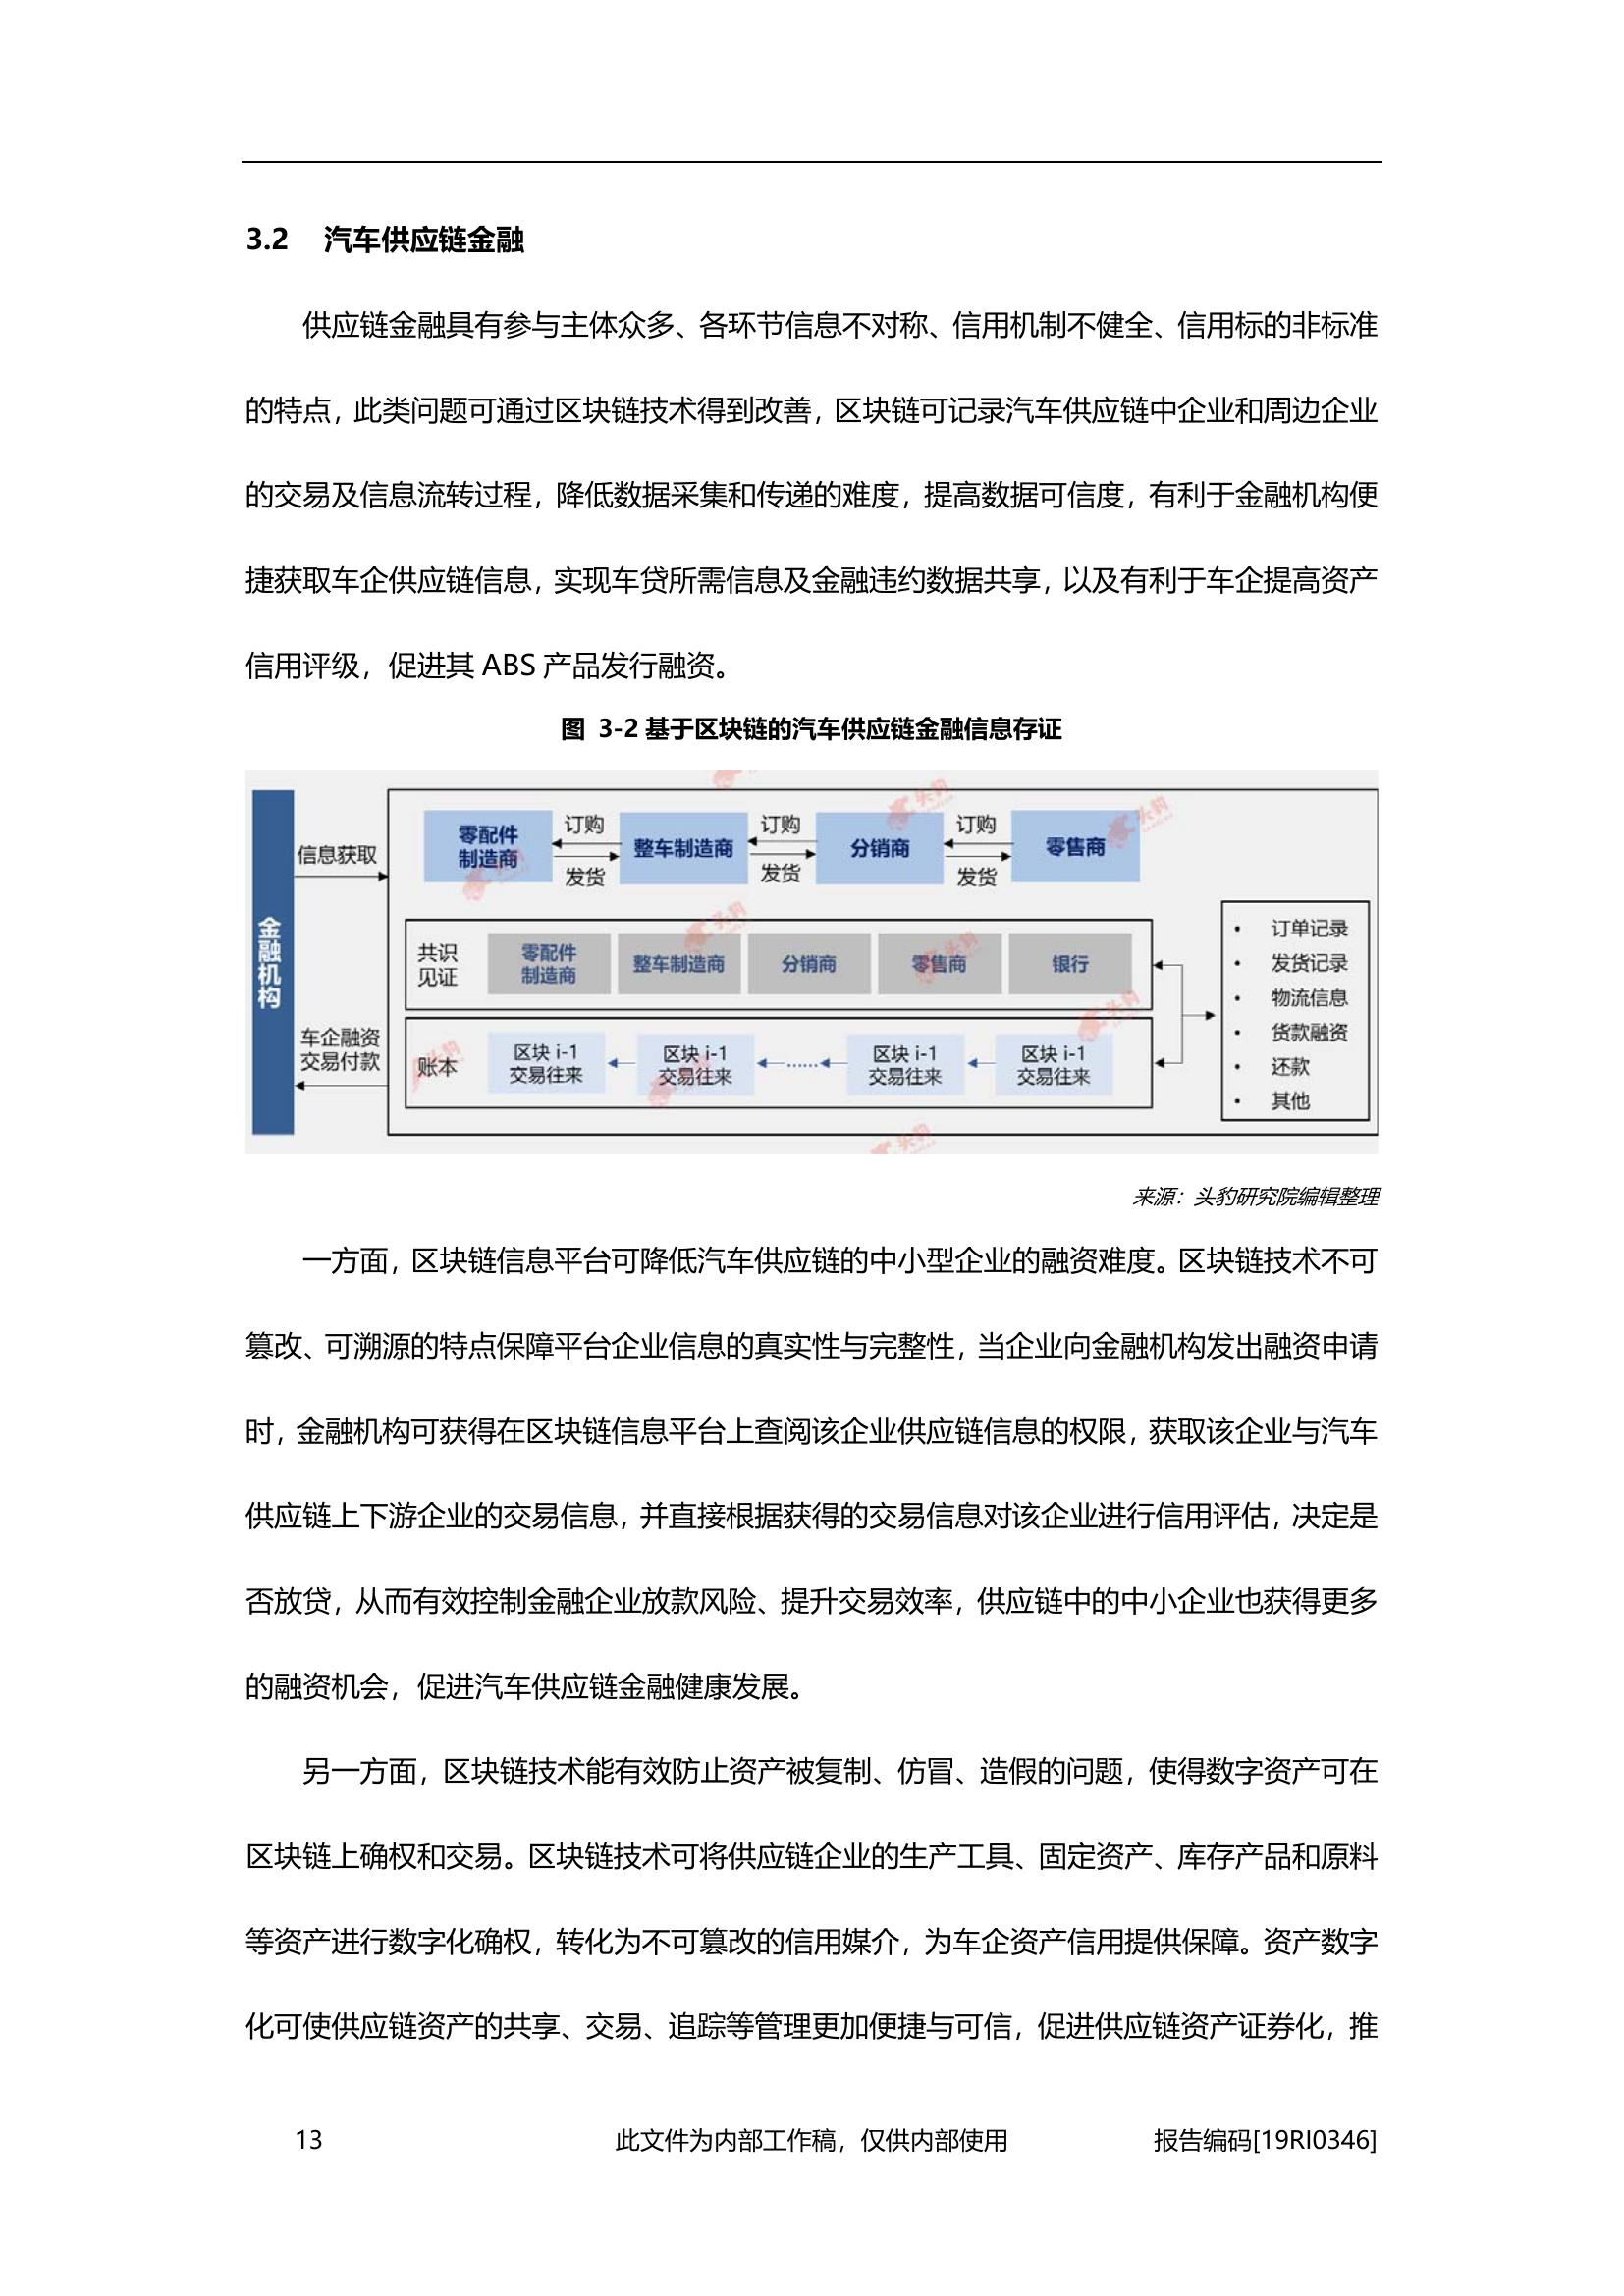 3.2 汽车供应链金融
供应链金融具有参与主体众多、各环节信息不对称、信用机制不健全、信用标的非标准
的特点，此类问题可通过区块链技术得到改善，区块链可记录汽车供应链中企业和周边企业
的交易及信息流转过程，降低数据采集和传递的难度，提高数据可信度，有利于金融机构便
捷获取车企供应链信息，实现车贷所需信息及金融违约数据共享，以及有利于车企提高资产
信用评级，促进其 ABS 产品发行融资。
图 3-2 基于区块链的汽车供应链金融信息存证
金融机构
信息获取
车企融资
交易付款
零配件
制造商
订购
发货
整车制造商
订购
发货
分销商
订购
发货
零售商
共识
见证
零配件
制造商
整车制造商
分销商
零售商
银行
账本
区块 i-1
交易往来
区块 i-1
交易往来
......
区块 i-1
交易往来
区块 i-1
交易往来
• 订单记录
• 发货记录
• 物流信息
• 货款融资
• 还款
• 其他
头豹
头豹
头豹
头豹
头豹
头豹
头豹
来源：头豹研究院编辑整理
一方面，区块链信息平台可降低汽车供应链的中小型企业的融资难度。区块链技术不可
篡改、可溯源的特点保障平台企业信息的真实性与完整性，当企业向金融机构发出融资申请
时，金融机构可获得在区块链信息平台上查阅该企业供应链信息的权限，获取该企业与汽车
供应链上下游企业的交易信息，并直接根据获得的交易信息对该企业进行信用评估，决定是
否放贷，从而有效控制金融企业放款风险、提升交易效率，供应链中的中小企业也获得更多
的融资机会，促进汽车供应链金融健康发展。
另一方面，区块链技术能有效防止资产被复制、仿冒、造假的问题，使得数字资产可在
区块链上确权和交易。区块链技术可将供应链企业的生产工具、固定资产、库存产品和原料
等资产进行数字化确权，转化为不可篡改的信用媒介，为车企资产信用提供保障。资产数字
化可使供应链资产的共享、交易、追踪等管理更加便捷与可信，促进供应链资产证券化，推
13 此文件为内部工作稿，仅供内部使用 报告编码[19RI0346]